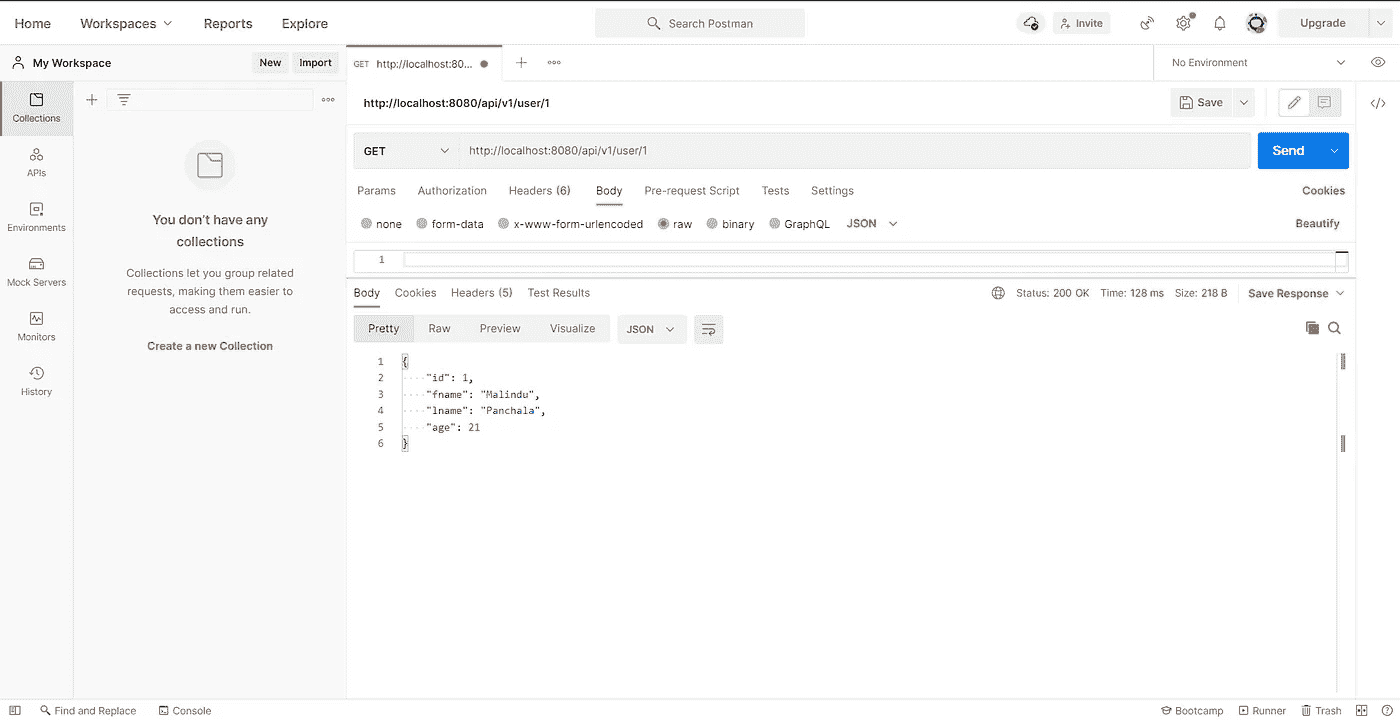 Home Workspaces Reports Explore Search Postman Invite Upgrade
My Workspace New Import GET http://localhost:80... No Environment
http://localhost:8080/api/v1/user/1 Save
Collections
GET http://localhost:8080/api/v1/user/1 Send
APIs
Params Authorization Headers (6) Body Pre-request Script Tests Settings Cookies
Environments
none form-data x-www-form-urlencoded raw binary GraphQL JSON Beautify
You don't have any
collections
1
Collections let you group related
requests, making them easier to
access and run.
Create a new Collection
Mock Servers
Monitors
History
Body Cookies Headers (5) Test Results Status: 200 OK Time: 128 ms Size: 218 B Save Response
Pretty Raw Preview Visualize JSON
1 {
2 "id": 1,
3 "fname": "Malindu",
4 "lname": "Panchala",
5 "age": 21
6 }
Find and Replace Console Bootcamp Runner Trash